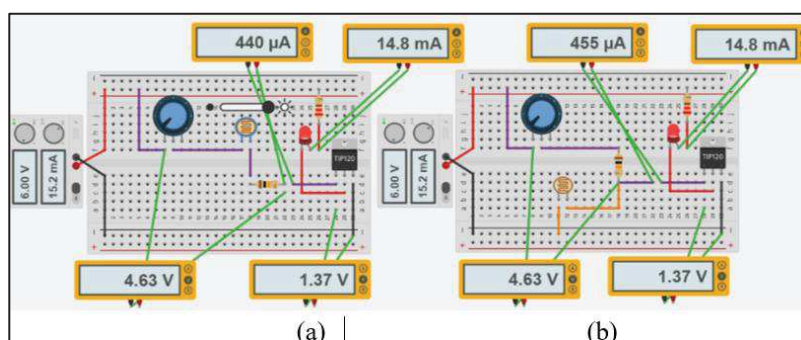 440 µA
14.8 mA
455 µA
14.8 mA
6.00 V
15.2 mA
TIP120
6.00 V
15.2 mA
TIP120
4.63 V
1.37 V
4.63 V
1.37 V
(a)
(b)